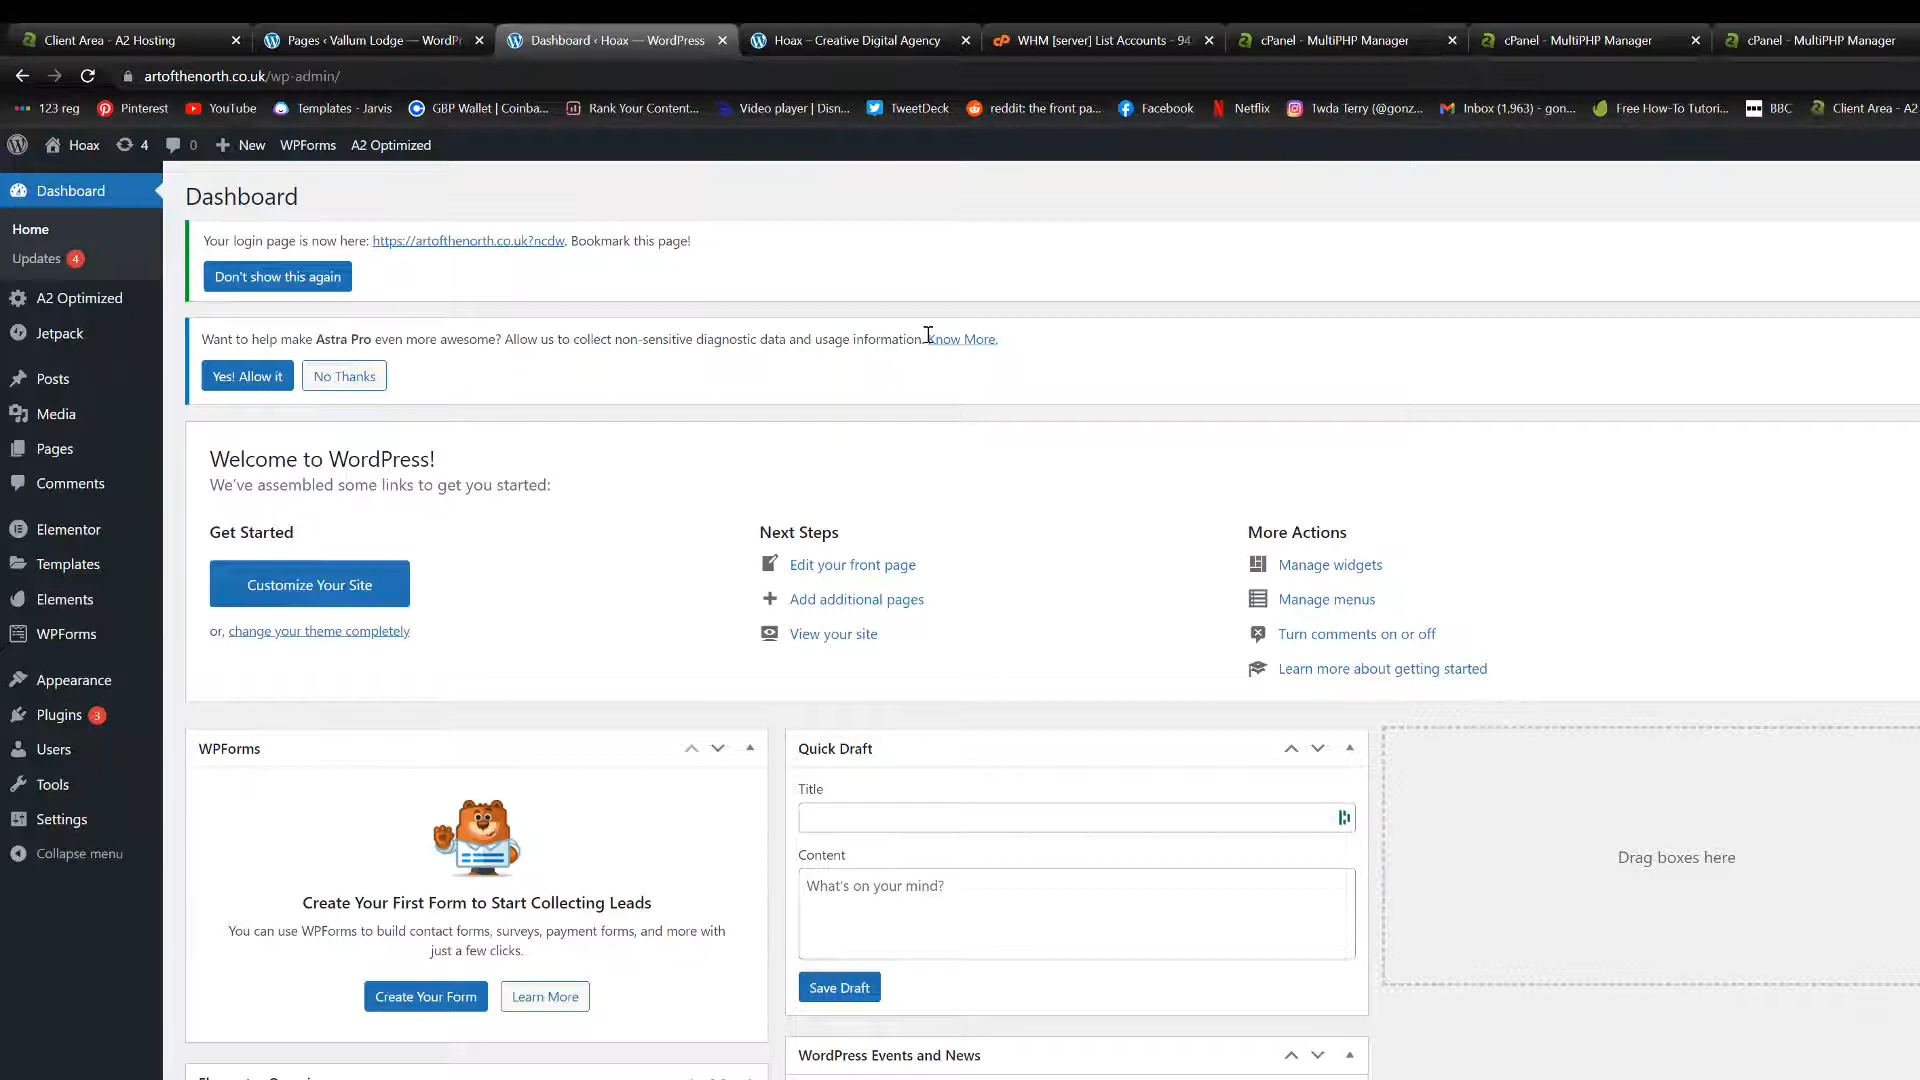 Client Area - A2 Hosting
Pages ‹ Vallum Lodge — WordPr
Dashboard ‹ Hoax — WordPress
Hoax – Creative Digital Agency
WHM [server] List Accounts - 94
cPanel - MultiPHP Manager
cPanel - MultiPHP Manager
cPanel - MultiPHP Manager
artofthenorth.co.uk/wp-admin/
123 reg
Pinterest
YouTube
Templates - Jarvis
GBP Wallet | Coinba...
Rank Your Content...
Video player | Disn...
TweetDeck
reddit: the front pa...
Facebook
Netflix
Twda Terry (@gonz...
Inbox (1,963) - gon...
Free How-To Tutori...
BBC
Client Area - A2
Hoax
4
0
New
WPForms
A2 Optimized
Dashboard
Home
Updates 4
A2 Optimized
Jetpack
Posts
Media
Pages
Comments
Elementor
Templates
Elements
WPForms
Appearance
Plugins 3
Users
Tools
Settings
Collapse menu
Dashboard
Your login page is now here: https://artofthenorth.co.uk?ncdw. Bookmark this page!
Don't show this again
Want to help make Astra Pro even more awesome? Allow us to collect non-sensitive diagnostic data and usage information. Know More.
Yes! Allow it
No Thanks
Welcome to WordPress!
We've assembled some links to get you started:
Get Started
Customize Your Site
or, change your theme completely
Next Steps
Edit your front page
Add additional pages
View your site
More Actions
Manage widgets
Manage menus
Turn comments on or off
Learn more about getting started
WPForms
Create Your First Form to Start Collecting Leads
You can use WPForms to build contact forms, surveys, payment forms, and more with
just a few clicks.
Create Your Form
Learn More
Quick Draft
Title
Content
What's on your mind?
Save Draft
Drag boxes here
WordPress Events and News